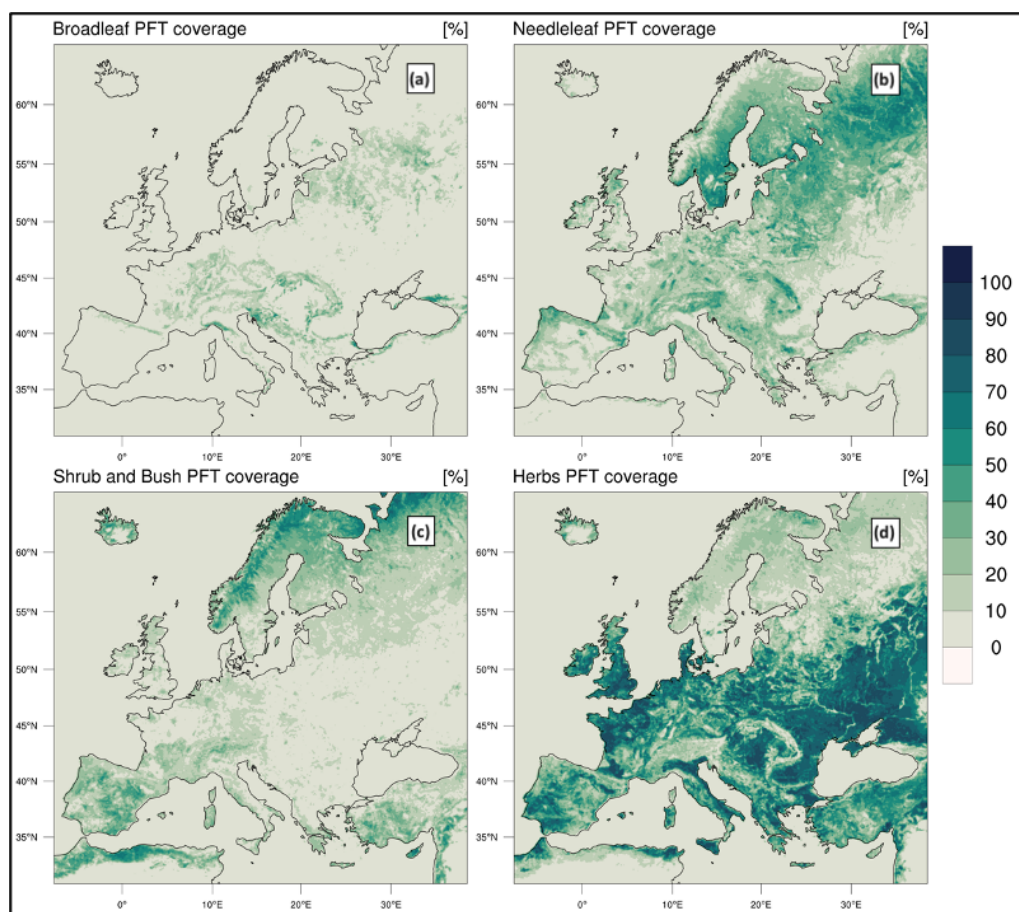 Broadleaf PFT coverage [%]
Needleleaf PFT coverage [%]
(a)
(b)
60°N
55°N
50°N
45°N
40°N
35°N
0° 10°E 20°E 30°E
60°N
55°N
50°N
45°N
40°N
35°N
0° 10°E 20°E 30°E
Shrub and Bush PFT coverage [%]
Herbs PFT coverage [%]
(c)
(d)
60°N
55°N
50°N
45°N
40°N
35°N
0° 10°E 20°E 30°E
60°N
55°N
50°N
45°N
40°N
35°N
0° 10°E 20°E 30°E
100
90
80
70
60
50
40
30
20
10
0